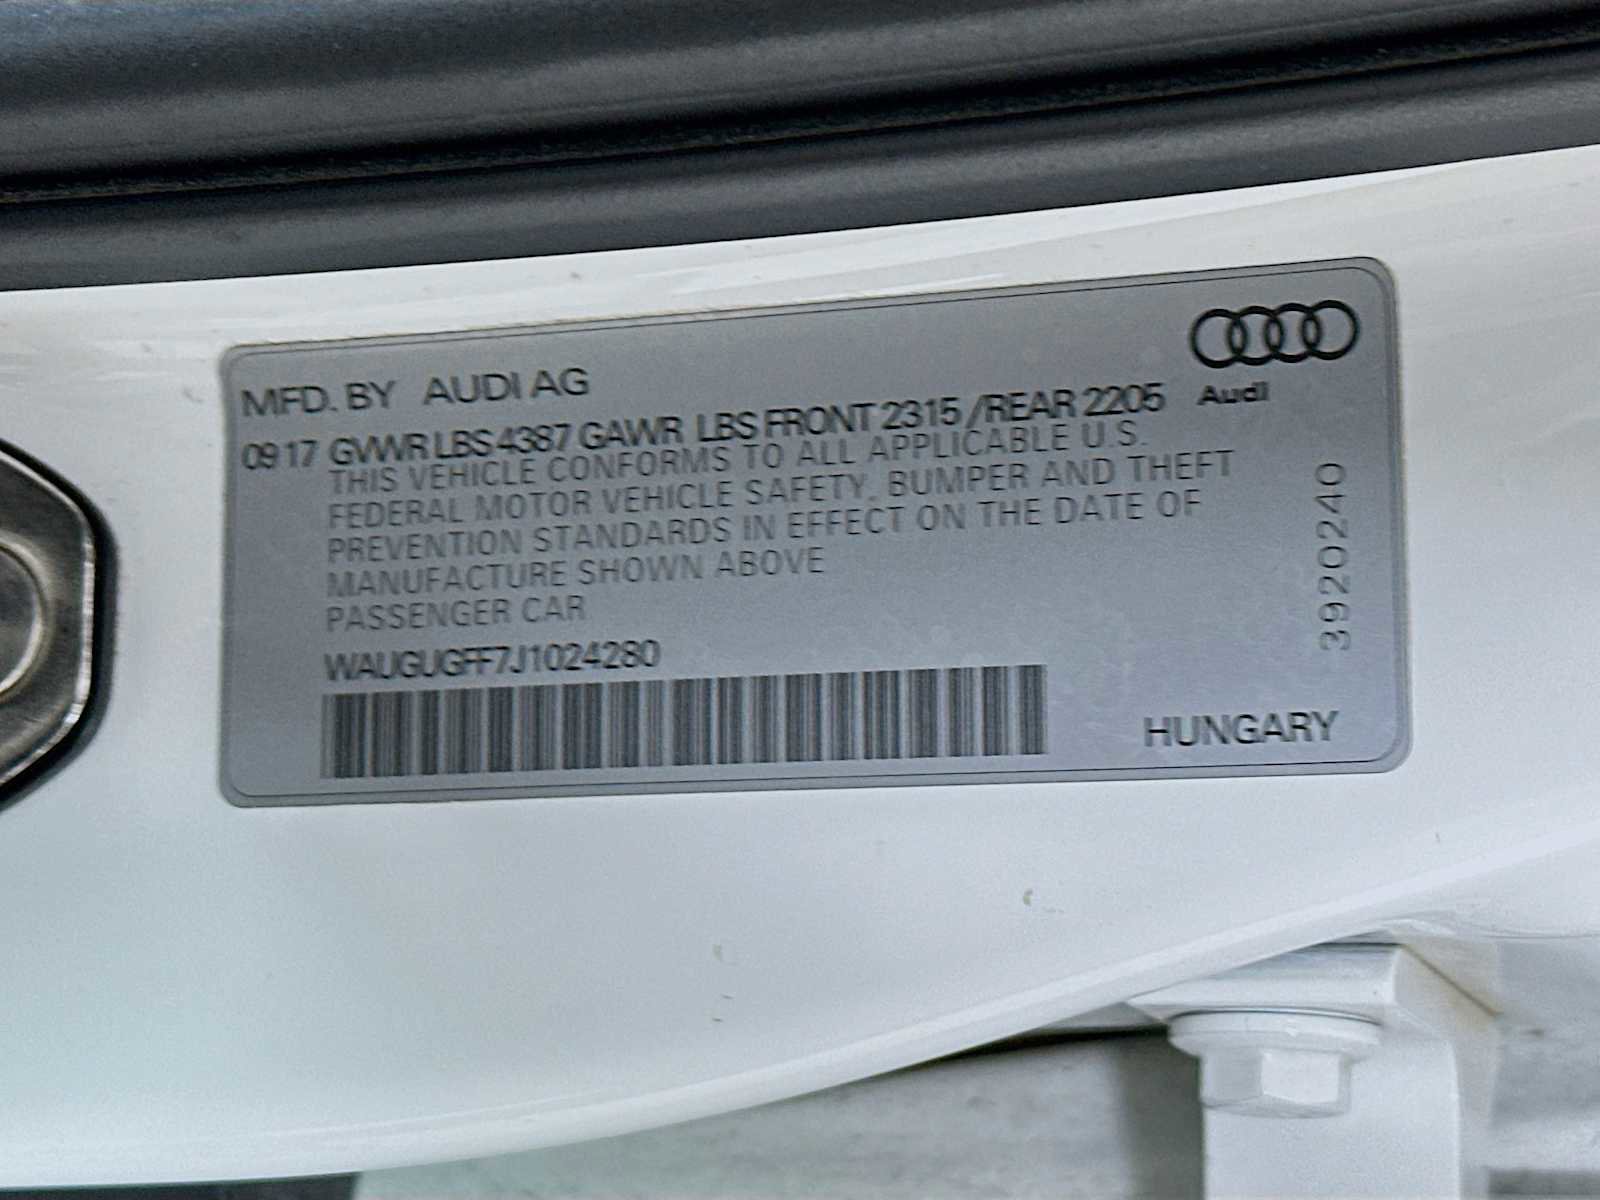 MFD. BY AUDI AG
Audi
09 17 GVWR LBS 4387 GAWR LBS FRONT 2315 /REAR 2205
THIS VEHICLE CONFORMS TO ALL APPLICABLE U.S.
FEDERAL MOTOR VEHICLE SAFETY, BUMPER AND THEFT
PREVENTION STANDARDS IN EFFECT ON THE DATE OF
MANUFACTURE SHOWN ABOVE
PASSENGER CAR
WAUGUGFF7J1024280
HUNGARY
3920240